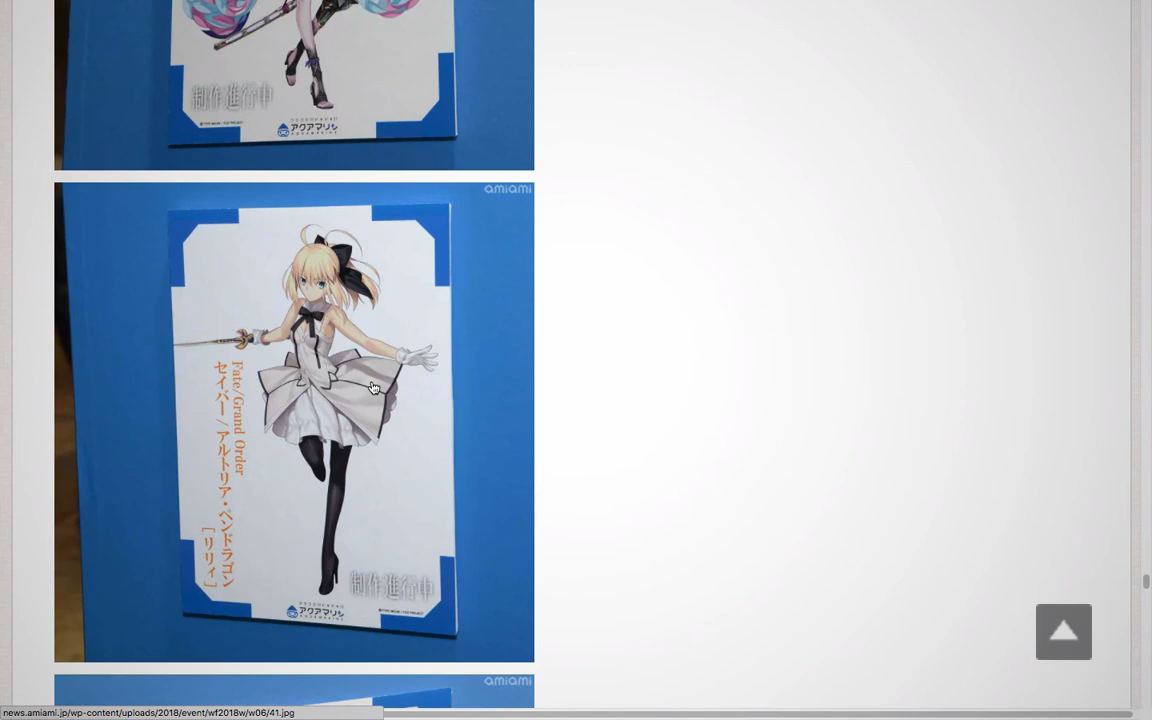 制作進行中
アクアマリン
amiami
Fate/Grand Order
セイバー/アルトリア・ペンドラゴン
[リリィ]
制作進行中
アクアマリン
amiami
news.amiami.jp/wp-content/uploads/2018/event/wf2018w/w06/41.jpg